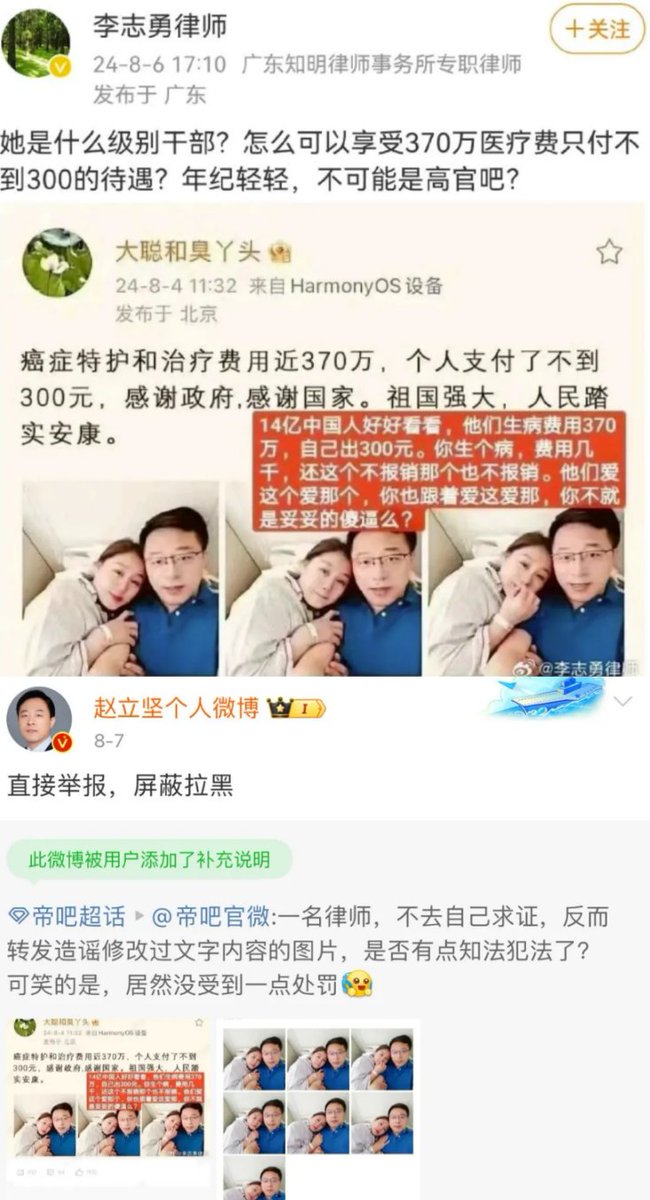 李志勇律师
24-8-6 17:10 广东知明律师事务所专职律师
发布于 广东
+关注
她是什么级别干部？怎么可以享受370万医疗费只付不
到300的待遇？年纪轻轻，不可能是高官吧？
大聪和臭丫头
24-8-4 11:32 来自HarmonyOS设备
发布于 北京
癌症特护和治疗费用近370万，个人支付了不到
300元，感谢政府,感谢国家。祖国强大，人民踏
实安康。
14亿中国人好好看看，他们生病费用370
万，自己出300元。你生个病，费用几
千，还这个不报销那个也不报销。他们爱
这个爱那个，你也跟着爱这爱那，你不就
是妥妥的傻逼么？
@李志勇律师
赵立坚个人微博
I
8-7
直接举报，屏蔽拉黑
此微博被用户添加了补充说明
帝吧超话 @帝吧官微:一名律师，不去自己求证，反而
转发造谣修改过文字内容的图片，是否有点知法犯法了？
可笑的是，居然没受到一点处罚
大聪和臭丫头
24-8-4 11:32 来自HarmonyOS设备
发布于 北京
癌症特护和治疗费用近370万，个人支付了不到
300元，感谢政府,感谢国家。祖国强大，人民踏
实安康。
14亿中国人好好看看，他们生病费用370
万，自己出300元。你生个病，费用几
千，还这个不报销那个也不报销。他们爱
这个爱那个，你也跟着爱这爱那，你不就
是妥妥的傻逼么？